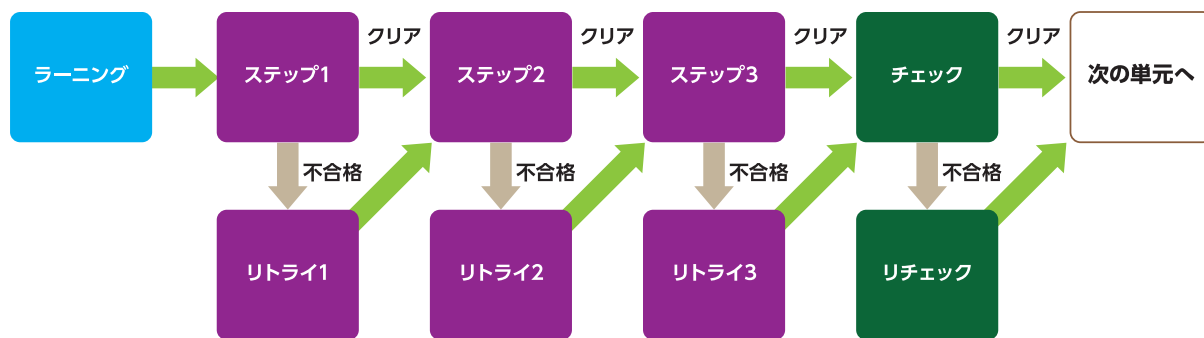 クリア
クリア
クリア
クリア
ラーニング
ステップ1
ステップ2
ステップ3
チェック
次の単元へ
不合格
不合格
不合格
不合格
リトライ1
リトライ2
リトライ3
リチェック